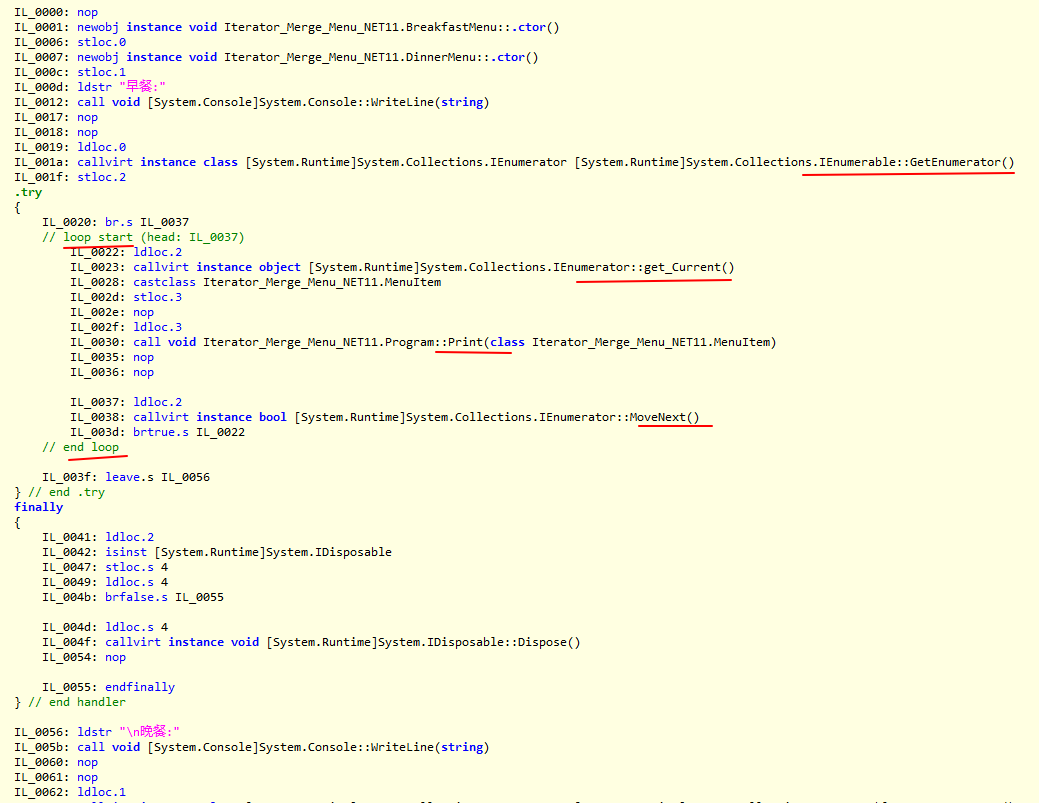 IL_0000: nop
IL_0001: newobj instance void Iterator_Merge_Menu_NET11.BreakfastMenu::.ctor()
IL_0006: stloc.0
IL_0007: newobj instance void Iterator_Merge_Menu_NET11.DinnerMenu::.ctor()
IL_000c: stloc.1
IL_000d: ldstr "早餐:"
IL_0012: call void [System.Console]System.Console::WriteLine(string)
IL_0017: nop
IL_0018: nop
IL_0019: ldloc.0
IL_001a: callvirt instance class [System.Runtime]System.Collections.IEnumerator [System.Runtime]System.Collections.IEnumerable::GetEnumerator()
IL_001f: stloc.2
.try
{
IL_0020: br.s IL_0037
// loop start (head: IL_0037)
IL_0022: ldloc.2
IL_0023: callvirt instance object [System.Runtime]System.Collections.IEnumerator::get_Current()
IL_0028: castclass Iterator_Merge_Menu_NET11.MenuItem
IL_002d: stloc.3
IL_002e: nop
IL_002f: ldloc.3
IL_0030: call void Iterator_Merge_Menu_NET11.Program::Print(class Iterator_Merge_Menu_NET11.MenuItem)
IL_0035: nop
IL_0036: nop
IL_0037: ldloc.2
IL_0038: callvirt instance bool [System.Runtime]System.Collections.IEnumerator::MoveNext()
IL_003d: brtrue.s IL_0022
// end loop
IL_003f: leave.s IL_0056
} // end .try
finally
{
IL_0041: ldloc.2
IL_0042: isinst [System.Runtime]System.IDisposable
IL_0047: stloc.s 4
IL_0049: ldloc.s 4
IL_004b: brfalse.s IL_0055
IL_004d: ldloc.s 4
IL_004f: callvirt instance void [System.Runtime]System.IDisposable::Dispose()
IL_0054: nop
IL_0055: endfinally
} // end handler
IL_0056: ldstr "\n晚餐:"
IL_005b: call void [System.Console]System.Console::WriteLine(string)
IL_0060: nop
IL_0061: nop
IL_0062: ldloc.1